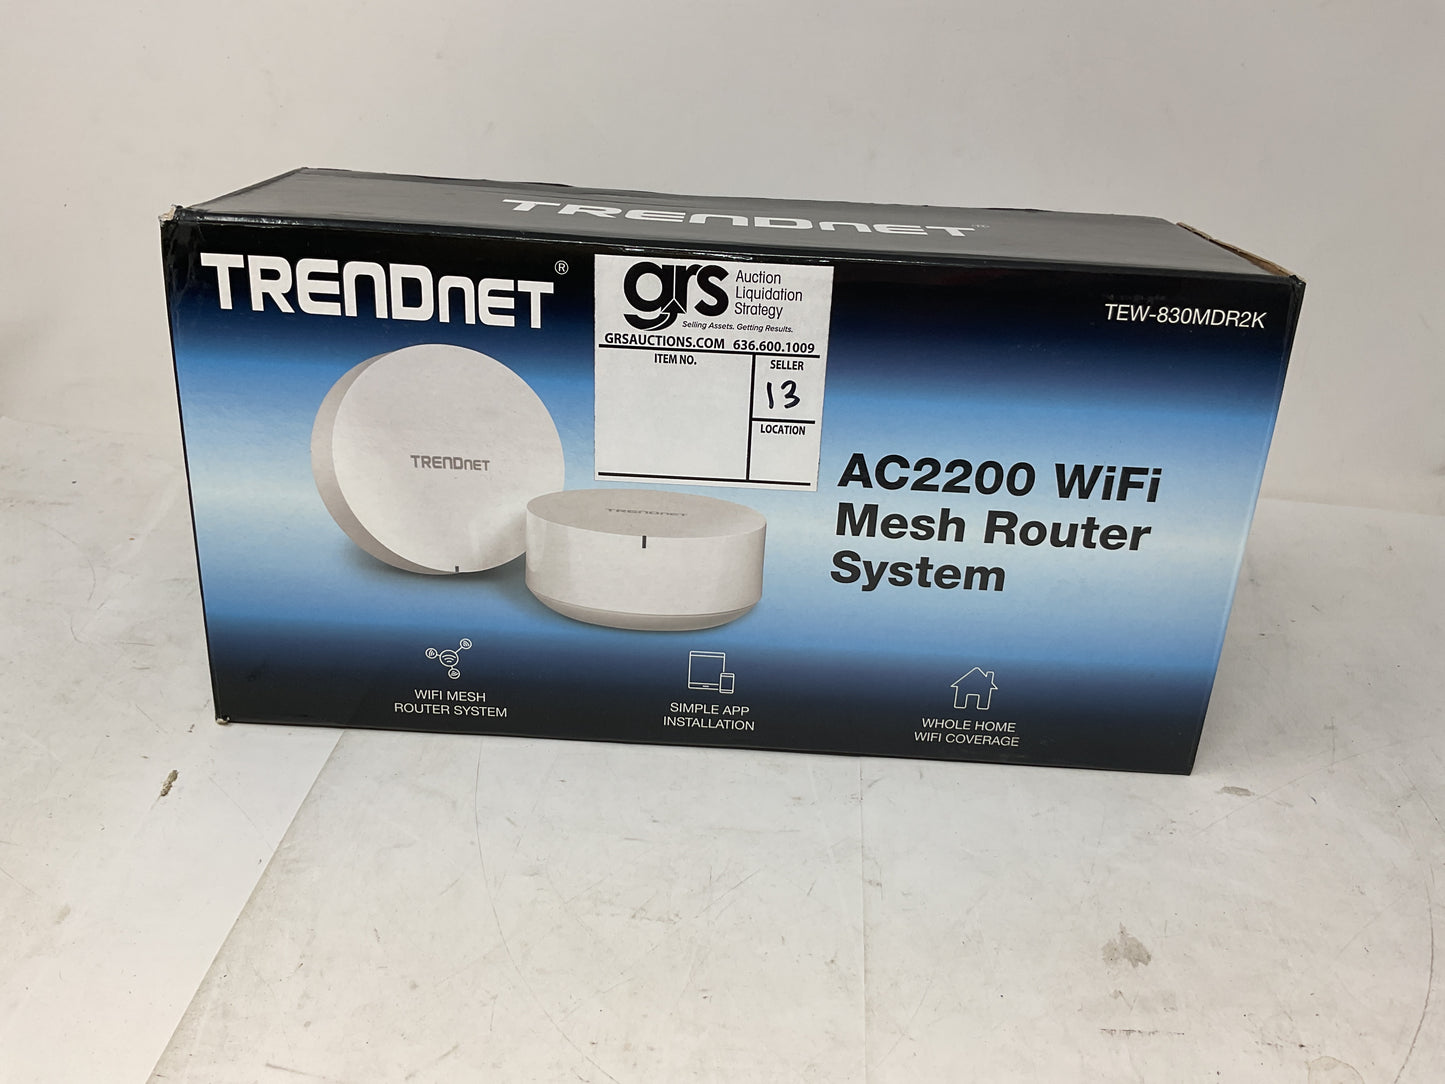 TRENDNET™
TRENDNET®
grs Auction
Liquidation
Strategy
Selling Assets. Getting Results.
GRSAUCTIONS.COM 636.600.1009
ITEM NO.
SELLER
13
LOCATION
TEW-830MDR2K
TRENDNET
TRENDNET
AC2200 WiFi
Mesh Router
System
WIFI MESH
ROUTER SYSTEM
SIMPLE APP
INSTALLATION
WHOLE HOME
WIFI COVERAGE